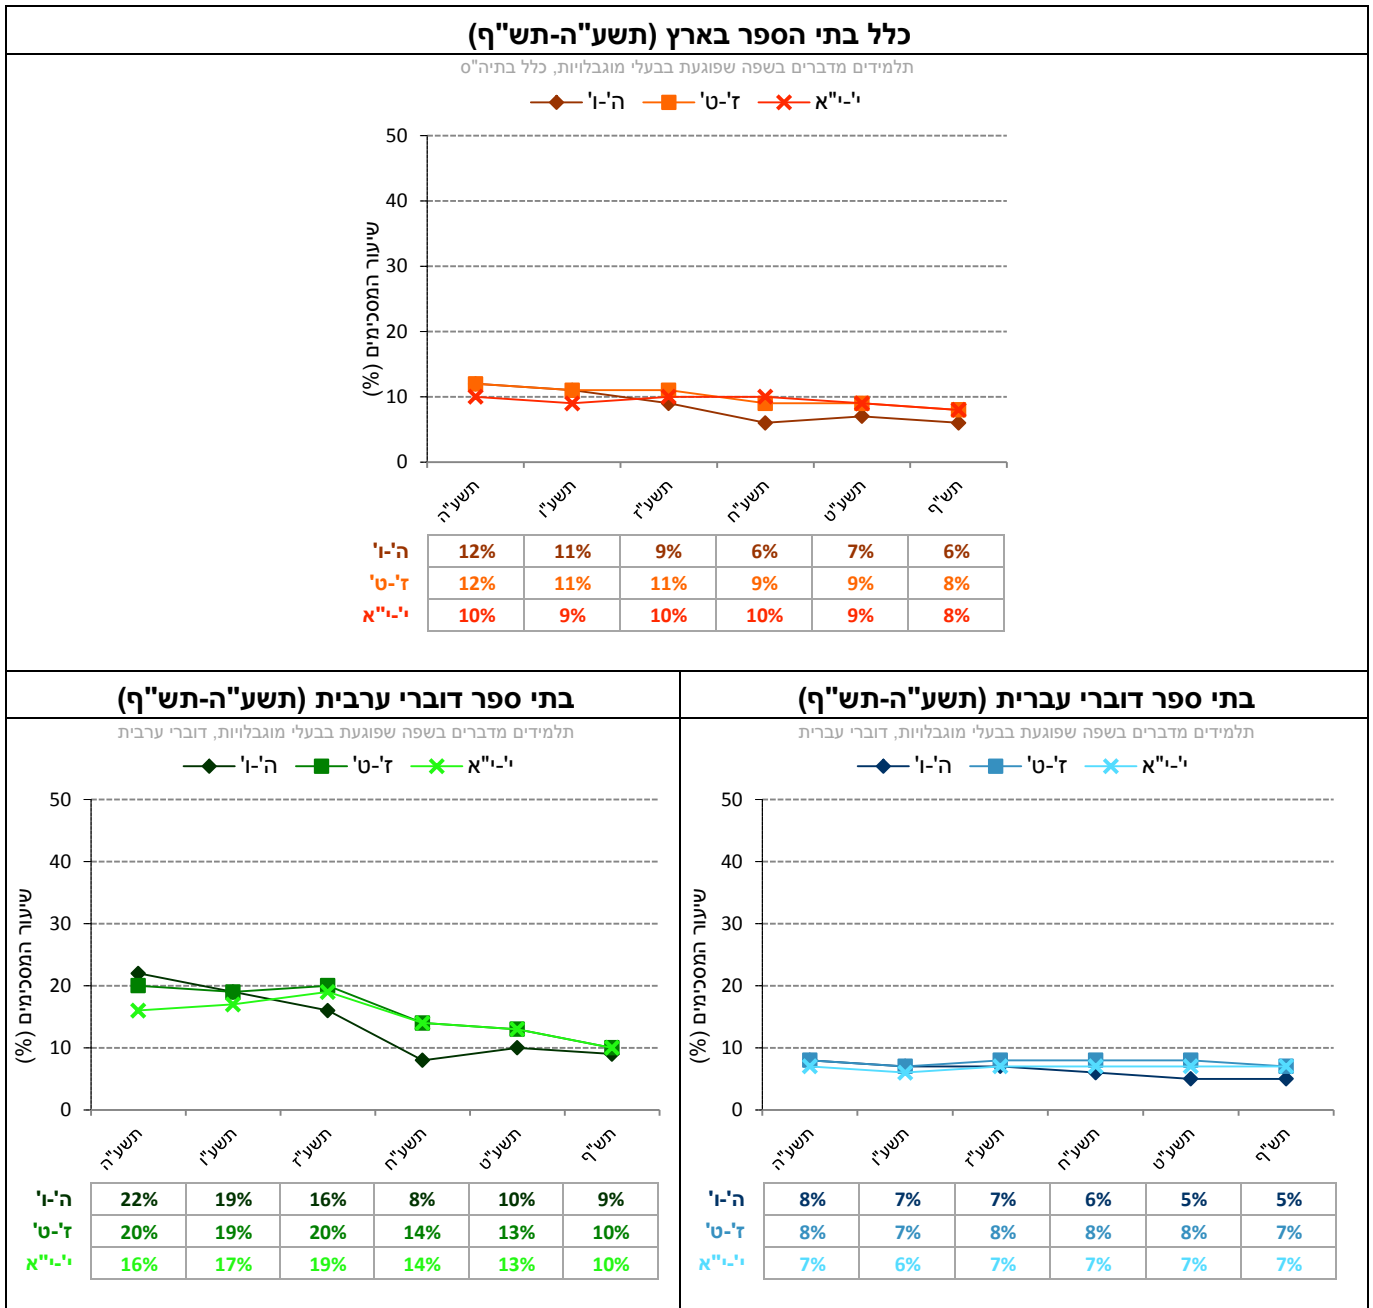 כלל בתי הספר בארץ (תשע"ה-תש"ף)
תלמידים מדברים בשפה שפוגעת בבעלי מוגבלויות, כלל בתיה"ס
ה'-ו' ז'-ט' י'-י"א
שיעור המסכימים (%)
50
40
30
20
10
0
תשע"ה תשע"ו תשע"ז תשע"ח תשע"ט תש"ף
ה'-ו' 12% 11% 9% 6% 7% 6%
ז'-ט' 12% 11% 11% 9% 9% 8%
י'-י"א 10% 9% 10% 10% 9% 8%
בתי ספר דוברי עברית (תשע"ה-תש"ף)
תלמידים מדברים בשפה שפוגעת בבעלי מוגבלויות, דוברי עברית
ה'-ו' ז'-ט' י'-י"א
שיעור המסכימים (%)
50
40
30
20
10
0
תשע"ה תשע"ו תשע"ז תשע"ח תשע"ט תש"ף
ה'-ו' 8% 7% 7% 6% 5% 5%
ז'-ט' 8% 7% 8% 8% 8% 7%
י'-י"א 7% 6% 7% 7% 7% 7%
בתי ספר דוברי ערבית (תשע"ה-תש"ף)
תלמידים מדברים בשפה שפוגעת בבעלי מוגבלויות, דוברי ערבית
ה'-ו' ז'-ט' י'-י"א
שיעור המסכימים (%)
50
40
30
20
10
0
תשע"ה תשע"ו תשע"ז תשע"ח תשע"ט תש"ף
ה'-ו' 22% 19% 16% 8% 10% 9%
ז'-ט' 20% 19% 20% 14% 13% 10%
י'-י"א 16% 17% 19% 14% 13% 10%